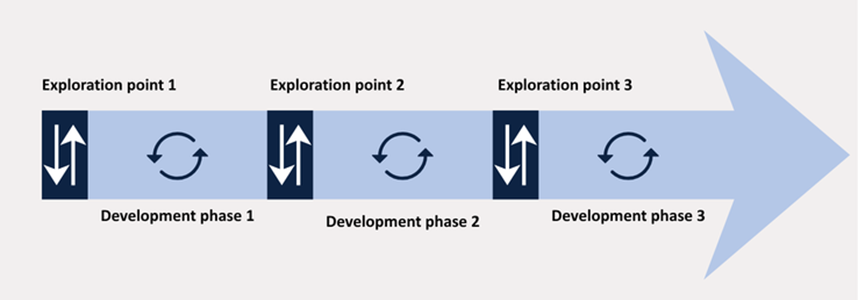 Exploration point 1
Exploration point 2
Exploration point 3
Development phase 1
Development phase 2
Development phase 3